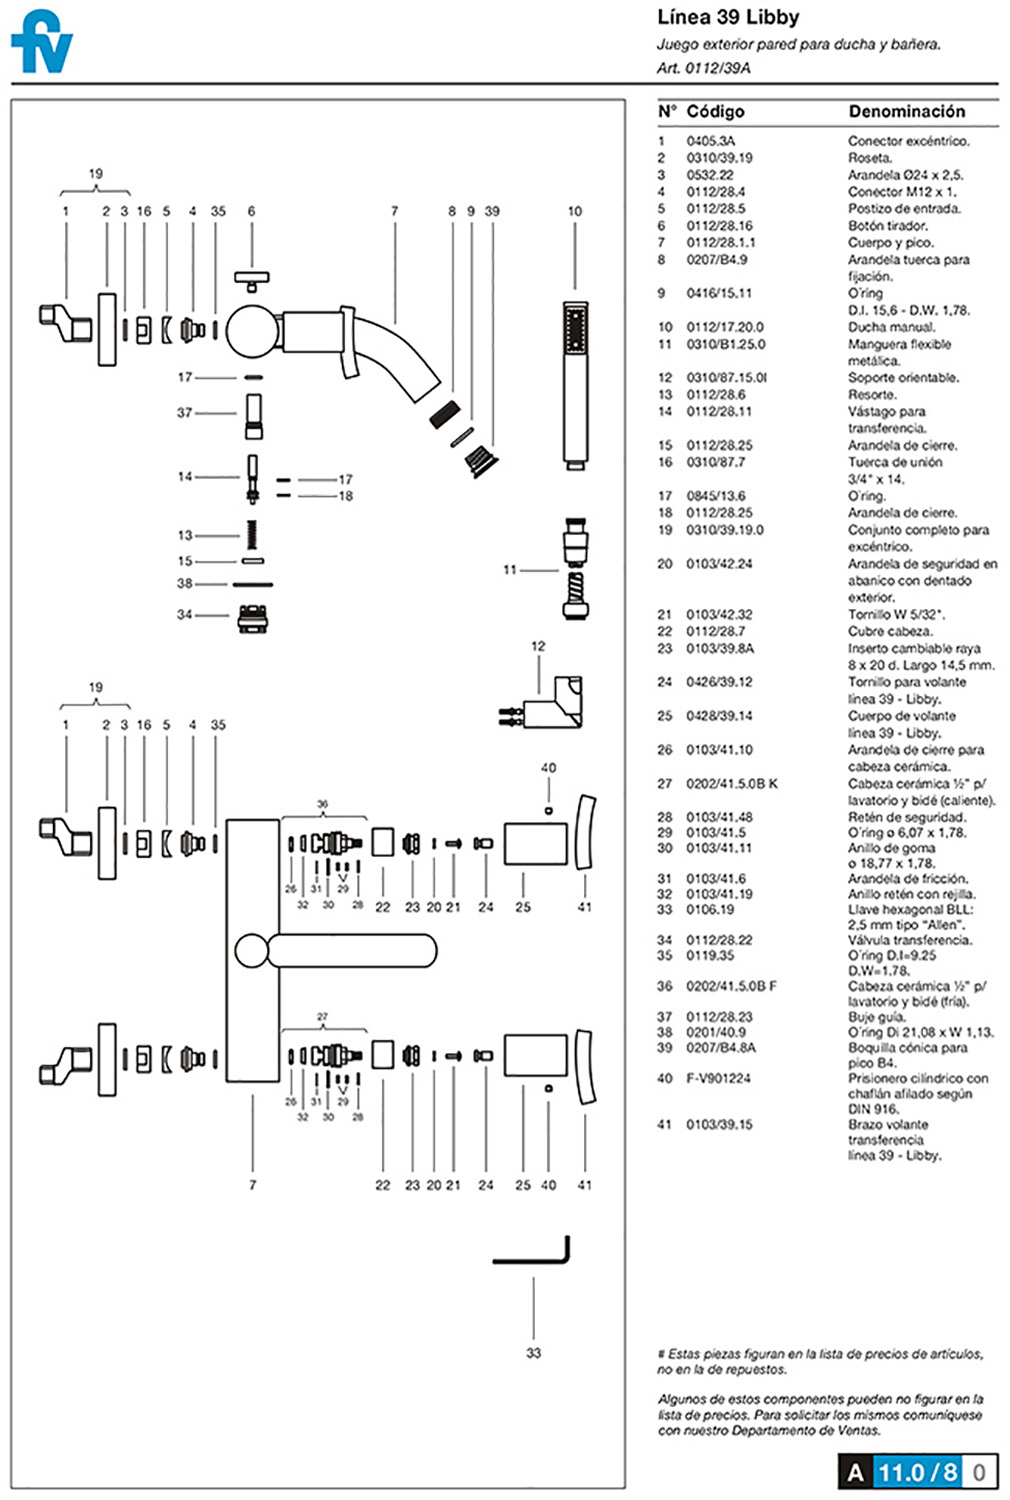 fv
Línea 39 Libby
Juego exterior pared para ducha y bañera.
Art. 0112/39A
19
1 2 3 16 5 4 35 6 7 8 9 39 10
17
37
14 17
18
13
15
38
34
11
12
19
1 2 3 16 5 4 35
40
36
26 31 29
32 30 28
22 23 20 21 24 25 41
27
26 31 29
32 30 28
7 22 23 20 21 24 25 40 41
33
N° Código Denominación
1 0405.3A Conector excéntrico.
2 0310/39.19 Roseta.
3 0532.22 Arandela Ø24 x 2,5.
4 0112/28.4 Conector M12 x 1.
5 0112/28.5 Postizo de entrada.
6 0112/28.16 Botón tirador.
7 0112/28.1.1 Cuerpo y pico.
8 0207/B4.9 Arandela tuerca para
fijación.
9 0416/15.11 O´ring
D.I. 15,6 - D.W. 1,78.
10 0112/17.20.0 Ducha manual.
11 0310/B1.25.0 Manguera flexible
metálica.
12 0310/87.15.0I Soporte orientable.
13 0112/28.6 Resorte.
14 0112/28.11 Vástago para
transferencia.
15 0112/28.25 Arandela de cierre.
16 0310/87.7 Tuerca de unión
3/4" x 14.
17 0845/13.6 O´ring.
18 0112/28.25 Arandela de cierre.
19 0310/39.19.0 Conjunto completo para
excéntrico.
20 0103/42.24 Arandela de seguridad en
abanico con dentado
exterior.
21 0103/42.32 Tornillo W 5/32".
22 0112/28.7 Cubre cabeza.
23 0103/39.8A Inserto cambiable raya
8 x 20 d. Largo 14,5 mm.
24 0426/39.12 Tornillo para volante
línea 39 - Libby.
25 0428/39.14 Cuerpo de volante
línea 39 - Libby.
26 0103/41.10 Arandela de cierre para
cabeza cerámica.
27 0202/41.5.0B K Cabeza cerámica ½" p/
lavatorio y bidé (caliente).
28 0103/41.48 Retén de seguridad.
29 0103/41.5 O´ring ø 6,07 x 1,78.
30 0103/41.11 Anillo de goma
ø 18,77 x 1,78.
31 0103/41.6 Arandela de fricción.
32 0103/41.19 Anillo retén con rejilla.
33 0106.19 Llave hexagonal BLL:
2,5 mm tipo “Allen”.
34 0112/28.22 Válvula transferencia.
35 0119.35 O´ring D.I=9.25
D.W=1.78.
36 0202/41.5.0B F Cabeza cerámica ½" p/
lavatorio y bidé (fría).
37 0112/28.23 Buje guía.
38 0201/40.9 O´ring Di 21,08 x W 1,13.
39 0207/B4.8A Boquilla cónica para
pico B4.
40 F-V901224 Prisionero cilíndrico con
chaflán afilado según
DIN 916.
41 0103/39.15 Brazo volante
transferencia
línea 39 - Libby.
# Estas piezas figuran en la lista de precios de artículos,
no en la de repuestos.
Algunos de estos componentes pueden no figurar en la
lista de precios. Para solicitar los mismos comuníquese
con nuestro Departamento de Ventas.
A 11.0 / 8 0